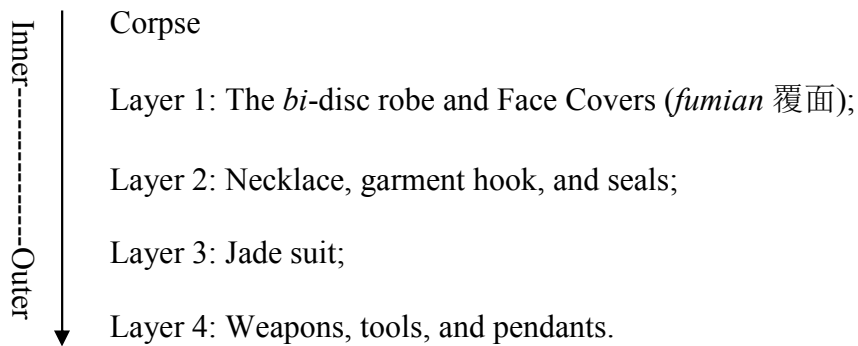 Inner---------------Outer
Corpse
Layer 1: The bi-disc robe and Face Covers (fumian 覆面);
Layer 2: Necklace, garment hook, and seals;
Layer 3: Jade suit;
Layer 4: Weapons, tools, and pendants.